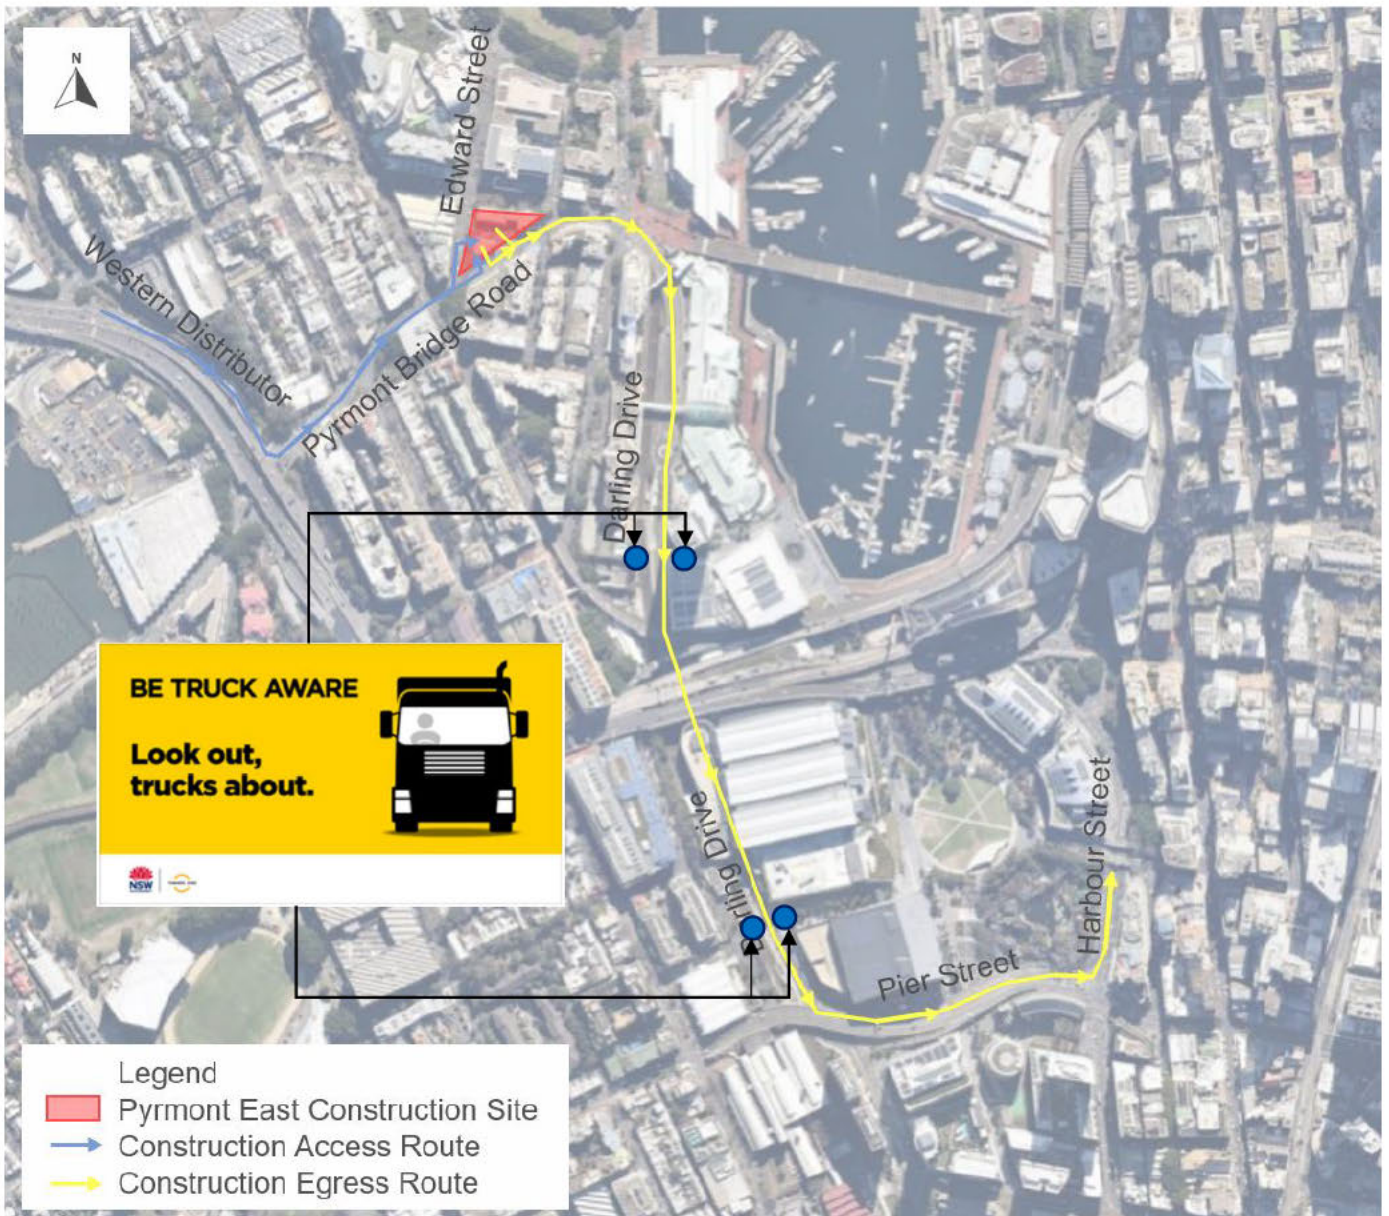 N
Edward Street
Western Distributor
Pyrmont Bridge Road
Darling Drive
BE TRUCK AWARE
Look out,
trucks about.
NSW
Darling Drive
Harbour Street
Pier Street
Legend
Pyrmont East Construction Site
Construction Access Route
Construction Egress Route